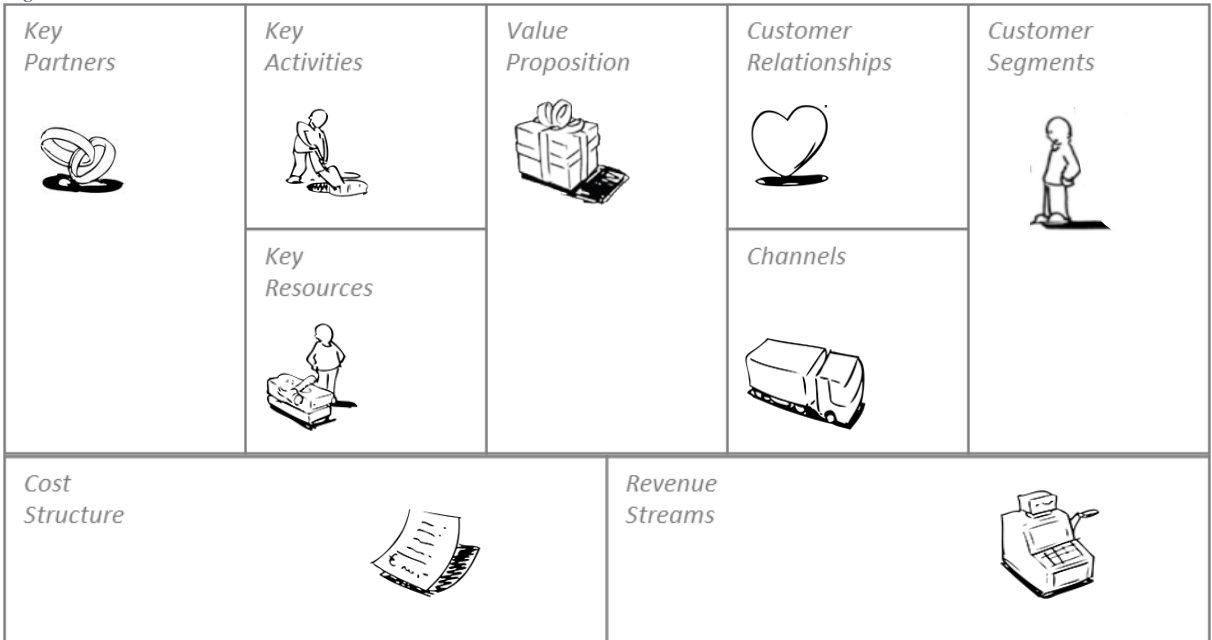 Key
Partners
Key
Activities
Value
Proposition
Customer
Relationships
Customer
Segments
Key
Resources
Channels
Cost
Structure
Revenue
Streams